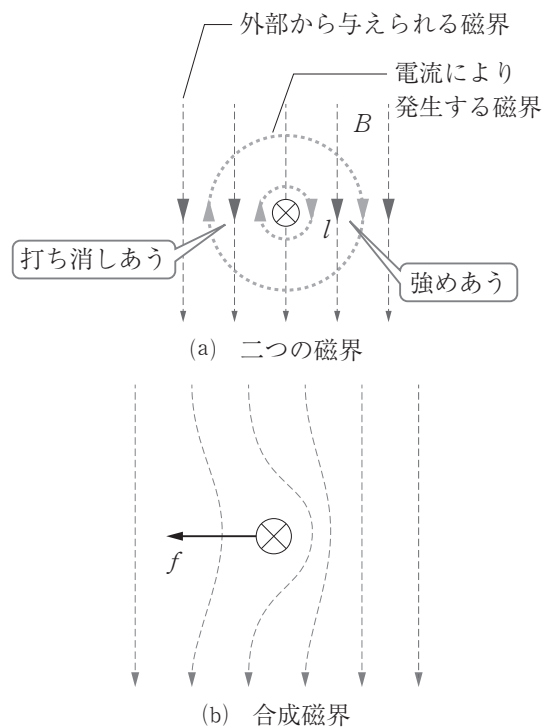 外部から与えられる磁界
電流により
発生する磁界
B
l
打ち消しあう
強めあう
(a) 二つの磁界
f
(b) 合成磁界